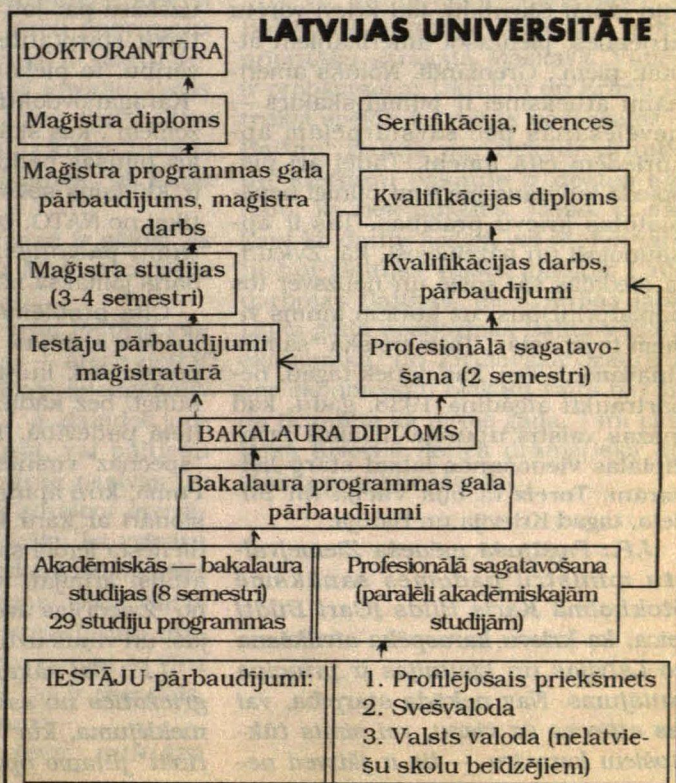 LATVIJAS UNIVERSITĀTE
DOKTORANTŪRA
Maģistra diploms
Maģistra programmas gala
pārbaudījums, maģistra
darbs
Maģistra studijas
(3-4 semestri)
Iestāju pārbaudījumi
maģistratūrā
Sertifikācija, licences
Kvalifikācijas diploms
Kvalifikācijas darbs,
pārbaudījumi
Profesionālā sagatavo-
šana (2 semestri)
BAKALAURA DIPLOMS
Bakalaura programmas gala
pārbaudījumi
Akadēmiskās — bakalaura
studijas (8 semestri)
29 studiju programmas
Profesionālā sagatavošana
(paralēli akadēmiskajām
studijām)
IESTĀJU pārbaudījumi:
1. Profilējošais priekšmets
2. Svešvaloda
3. Valsts valoda (nelatvie-
šu skolu beidzējiem)